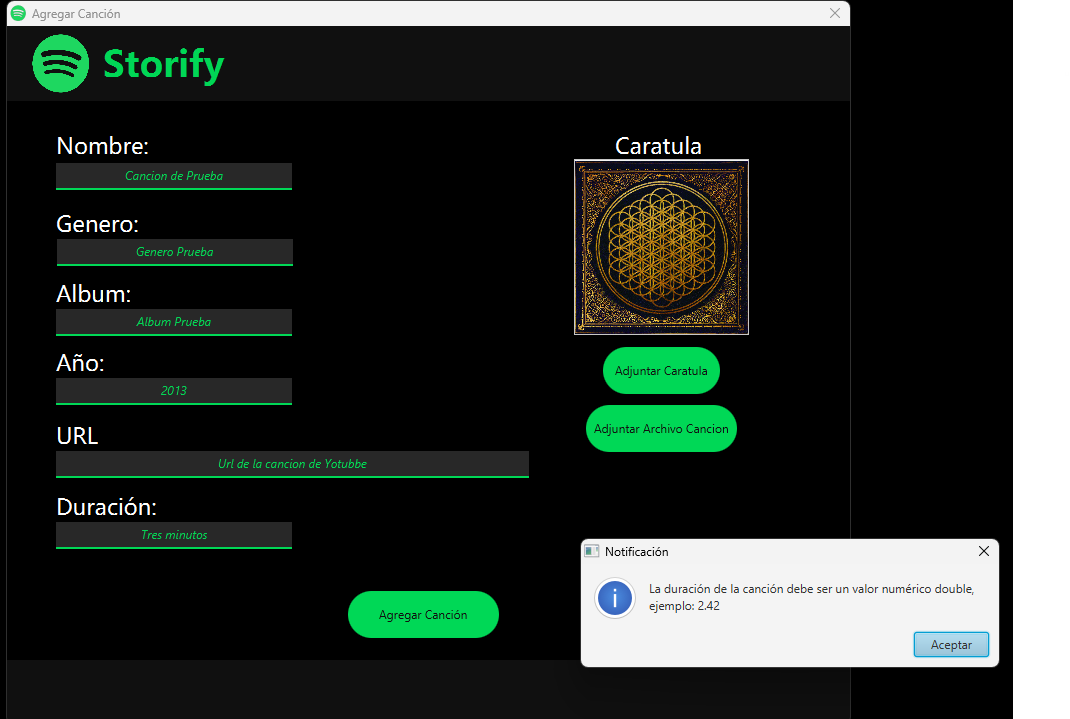 Agregar Canción
Storify
Nombre:
Cancion de Prueba
Genero:
Genero Prueba
Album:
Album Prueba
Año:
2013
URL
Url de la cancion de Yotubbe
Duración:
Tres minutos
Agregar Canción
Caratula
Adjuntar Caratula
Adjuntar Archivo Cancion
Notificación
La duración de la canción debe ser un valor numérico double,
ejemplo: 2.42
Aceptar